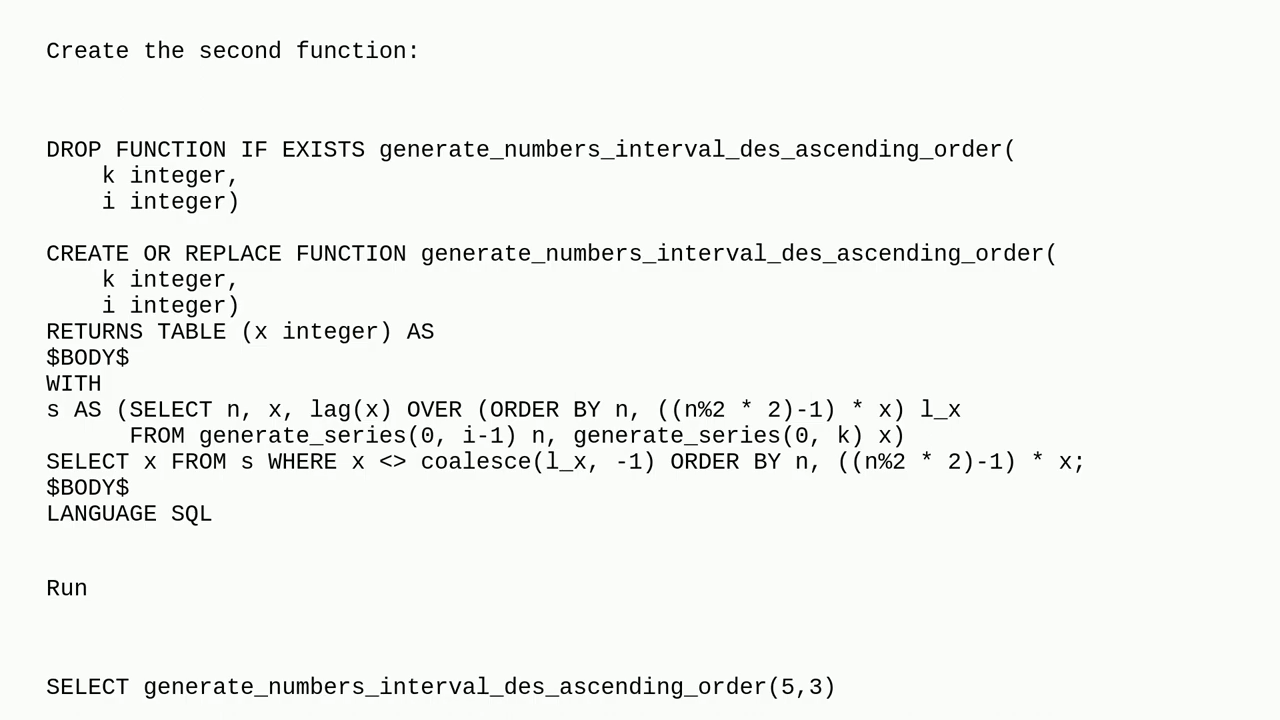 Create the second function:
DROP FUNCTION IF EXISTS generate_numbers_interval_des_ascending_order(
    k integer,
    i integer)
CREATE OR REPLACE FUNCTION generate_numbers_interval_des_ascending_order(
    k integer,
    i integer)
RETURNS TABLE (x integer) AS
$BODY$
WITH
s AS (SELECT n, x, lag(x) OVER (ORDER BY n, ((n%2 * 2)-1) * x) l_x
      FROM generate_series(0, i-1) n, generate_series(0, k) x)
SELECT x FROM s WHERE x <> coalesce(l_x, -1) ORDER BY n, ((n%2 * 2)-1) * x;
$BODY$
LANGUAGE SQL
Run
SELECT generate_numbers_interval_des_ascending_order(5,3)